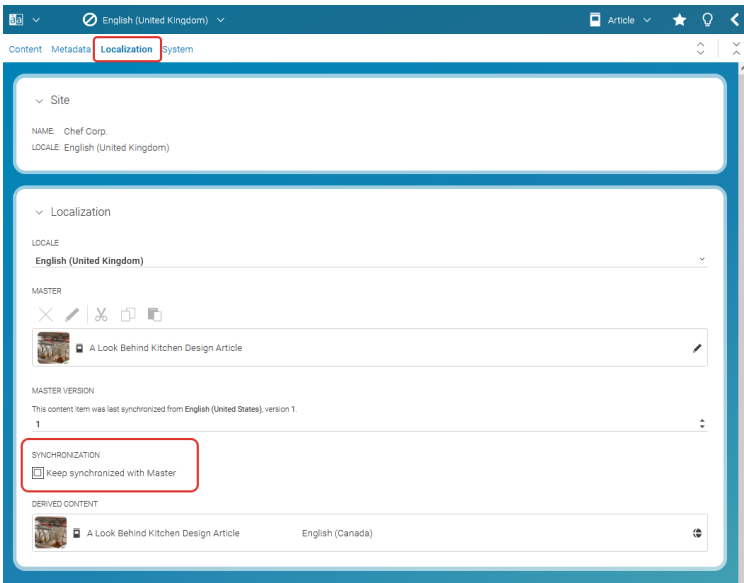 English (United Kingdom) Article
Content Metadata Localization System
Site
NAME: Chef Corp.
LOCALE: English (United Kingdom)
Localization
LOCALE
English (United Kingdom)
MASTER
A Look Behind Kitchen Design Article
MASTER VERSION
This content item was last synchronized from English (United States), version 1.
1
SYNCHRONIZATION
Keep synchronized with Master
DERIVED CONTENT
A Look Behind Kitchen Design Article English (Canada)